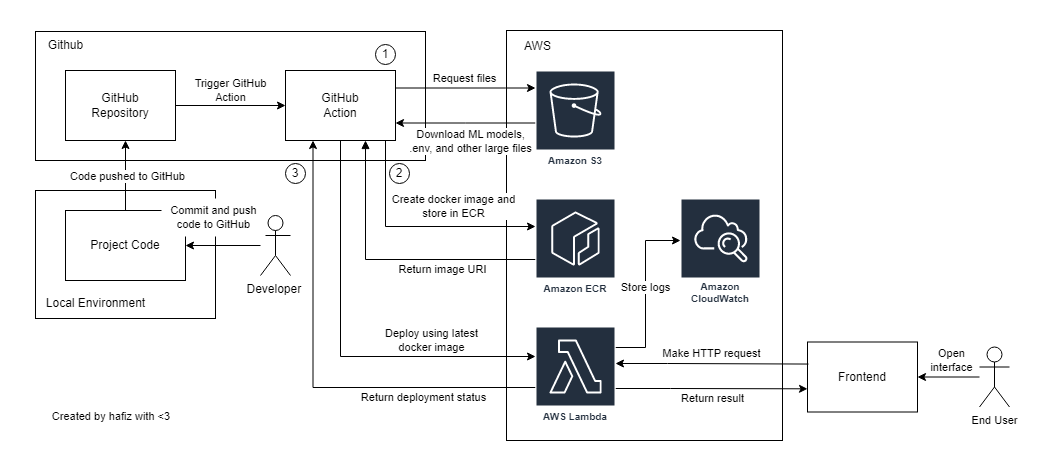 Github
AWS
1
GitHub
Repository
Trigger GitHub
Action
GitHub
Action
Request files
Download ML models,
.env, and other large files
Amazon S3
3
2
Code pushed to GitHub
Create docker image and
store in ECR
Commit and push
code to GitHub
Project Code
Developer
Local Environment
Return image URI
Amazon ECR
Store logs
Amazon
CloudWatch
Deploy using latest
docker image
Make HTTP request
Frontend
Open
interface
Return deployment status
AWS Lambda
Return result
End User
Created by hafiz with <3